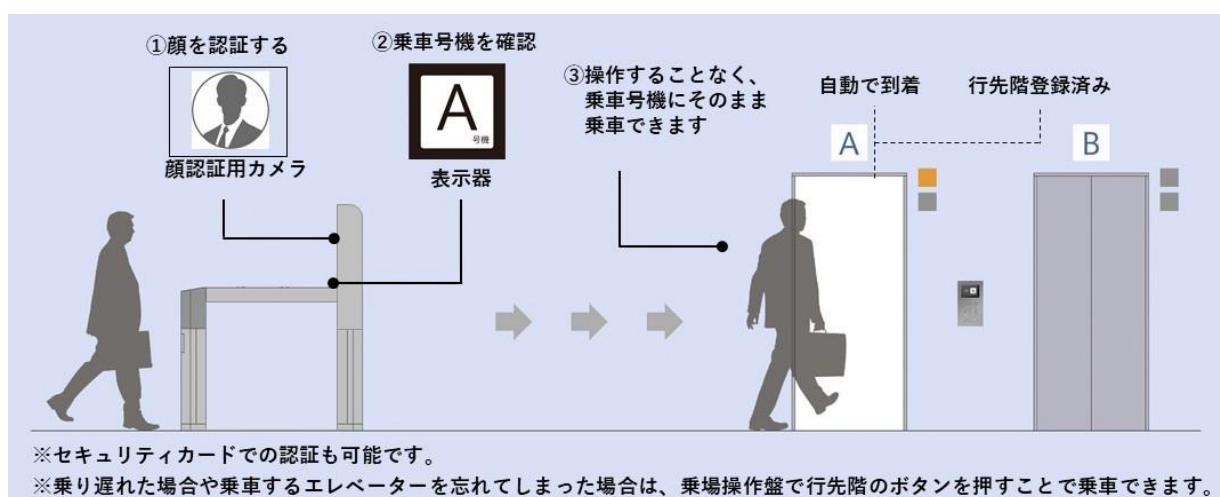 ①顔を認証する
顔認証用カメラ
②乗車号機を確認
A
号機
表示器
③操作することなく、
乗車号機にそのまま
乗車できます
自動で到着
行先階登録済み
A
B
※セキュリティカードでの認証も可能です。
※乗り遅れた場合や乗車するエレベーターを忘れてしまった場合は、乗場操作盤で行先階のボタンを押すことで乗車できます。